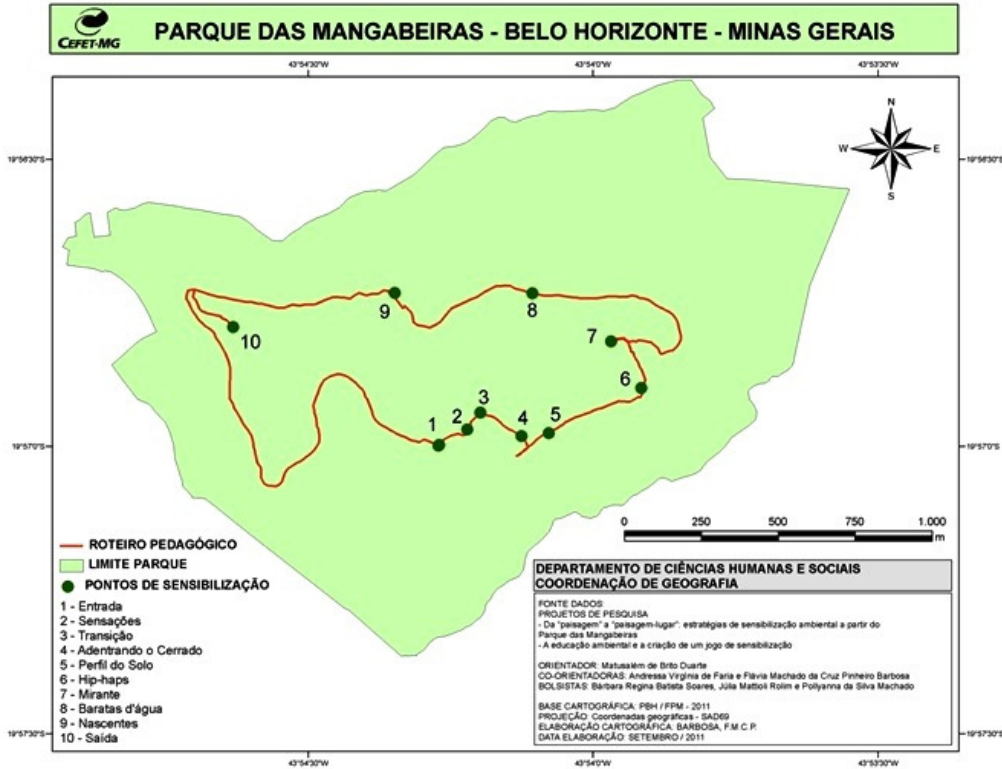 CEFET-MG
PARQUE DAS MANGABEIRAS - BELO HORIZONTE - MINAS GERAIS
43°54'30"W
43°54'0"W
43°53'30"W
N
W
E
S
19°56'30"S
19°56'30"S
9
8
10
7
6
3
1
2
4
5
19°57'0"S
19°57'0"S
0
250
500
750
1.000
m
ROTEIRO PEDAGÓGICO
LIMITE PARQUE
PONTOS DE SENSIBILIZAÇÃO
1 - Entrada
2 - Sensações
3 - Transição
4 - Adentrando o Cerrado
5 - Perfil do Solo
6 - Hip-haps
7 - Mirante
8 - Baratas d'água
9 - Nascentes
10 - Saída
DEPARTAMENTO DE CIÊNCIAS HUMANAS E SOCIAIS
COORDENAÇÃO DE GEOGRAFIA
FONTE DADOS:
PROJETOS DE PESQUISA
- Da "paisagem" a "paisagem-lugar": estratégias de sensibilização ambiental a partir do
Parque das Mangabeiras
- A educação ambiental e a criação de um jogo de sensibilização
ORIENTADOR: Matusalém de Brito Duarte
CO-ORIENTADORAS: Andressa Virgínia de Faria e Flávia Machado da Cruz Pinheiro Barbosa
BOLSISTAS: Bárbara Regina Batista Soares, Júlia Mattioli Rolim e Pollyanna da Silva Machado
BASE CARTOGRÁFICA: PBH / FPM - 2011
PROJEÇÃO: Coordenadas geográficas - SAD69
ELABORAÇÃO CARTOGRÁFICA: BARBOSA, F.M.C.P.
DATA ELABORAÇÃO: SETEMBRO / 2011
19°57'30"S
19°57'30"S
43°54'30"W
43°54'0"W
43°53'30"W